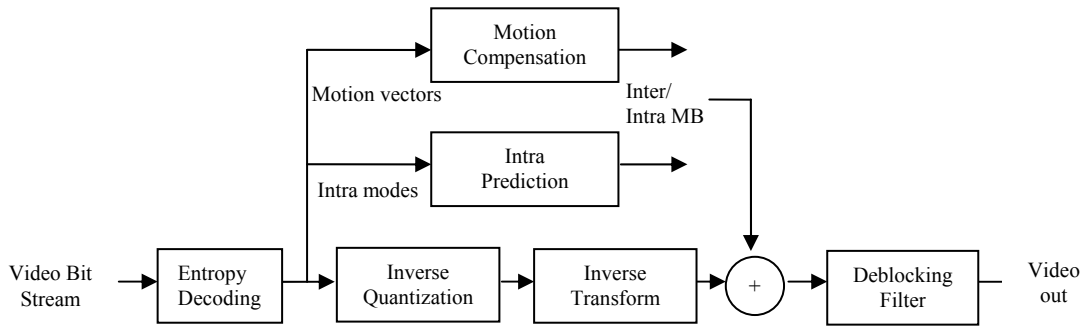 Motion
Compensation
Motion vectors
Inter/
Intra MB
Intra
Prediction
Intra modes
Video Bit
Stream
Entropy
Decoding
Inverse
Quantization
Inverse
Transform
+
Deblocking
Filter
Video
out